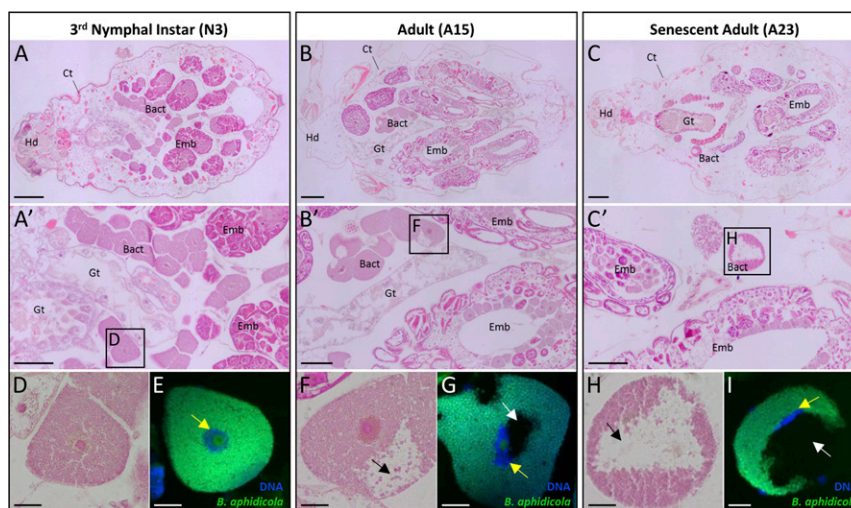 3rd Nymphal Instar (N3)
Adult (A15)
Senescent Adult (A23)
A
Ct
Bact
Hd
Emb
B
Hd
Bact
Gt
Emb
C
Ct
Hd
Gt
Emb
Bact
A'
Bact
Emb
Gt
Gt
Emb
D
B'
F
Emb
Bact
Gt
Emb
C'
H
Bact
Emb
Emb
D
E
DNA
B. aphidicola
F
G
DNA
B. aphidicola
H
I
DNA
B. aphidicola